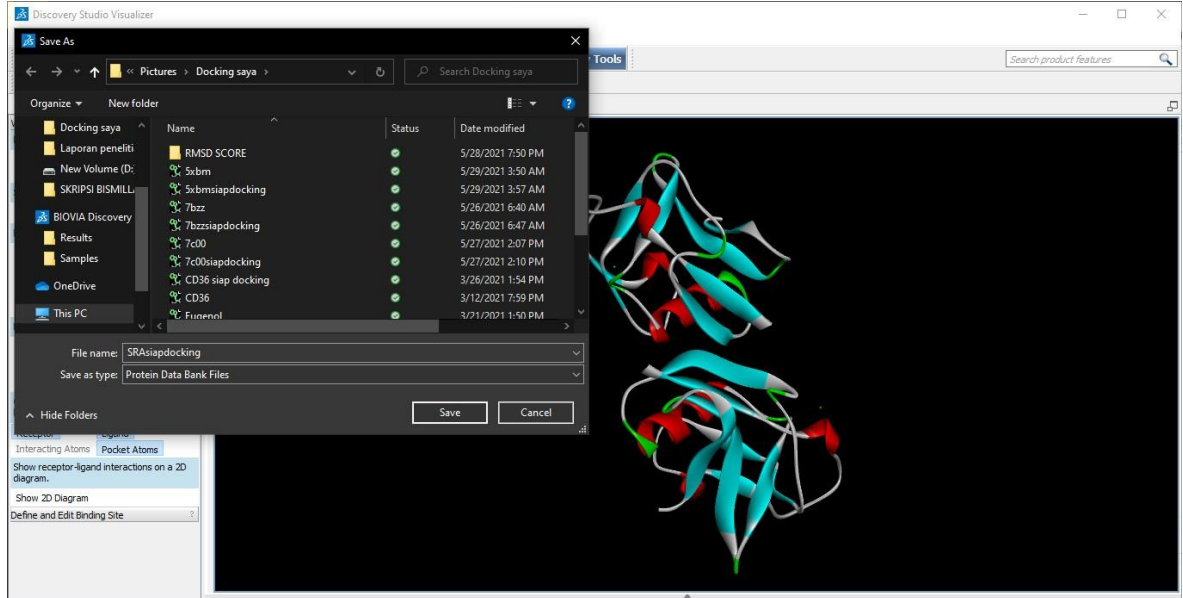 Discovery Studio Visualizer
Save As
« Pictures › Docking saya ›
Search Docking saya
Tools
Search product features
Organize
New folder
Name
Status
Date modified
Docking saya
Laporan peneliti
New Volume (D:
SKRIPSI BISMILL
BIOVIA Discovery
Results
Samples
OneDrive
This PC
RMSD SCORE 5/28/2021 7:50 PM
5xbm 5/29/2021 3:50 AM
5xbmsiapdocking 5/29/2021 3:57 AM
7bzz 5/26/2021 6:40 AM
7bzzsiapdocking 5/26/2021 6:47 AM
7c00 5/27/2021 2:07 PM
7c00siapdocking 5/27/2021 2:10 PM
CD36 siap docking 3/26/2021 1:54 PM
CD36 3/12/2021 7:59 PM
Eugenol 3/21/2021 1:50 PM
File name: SRAsiapdocking
Save as type: Protein Data Bank Files
Hide Folders
Save
Cancel
Receptor Ligand
Interacting Atoms Pocket Atoms
Show receptor-ligand interactions on a 2D
diagram.
Show 2D Diagram
Define and Edit Binding Site ?